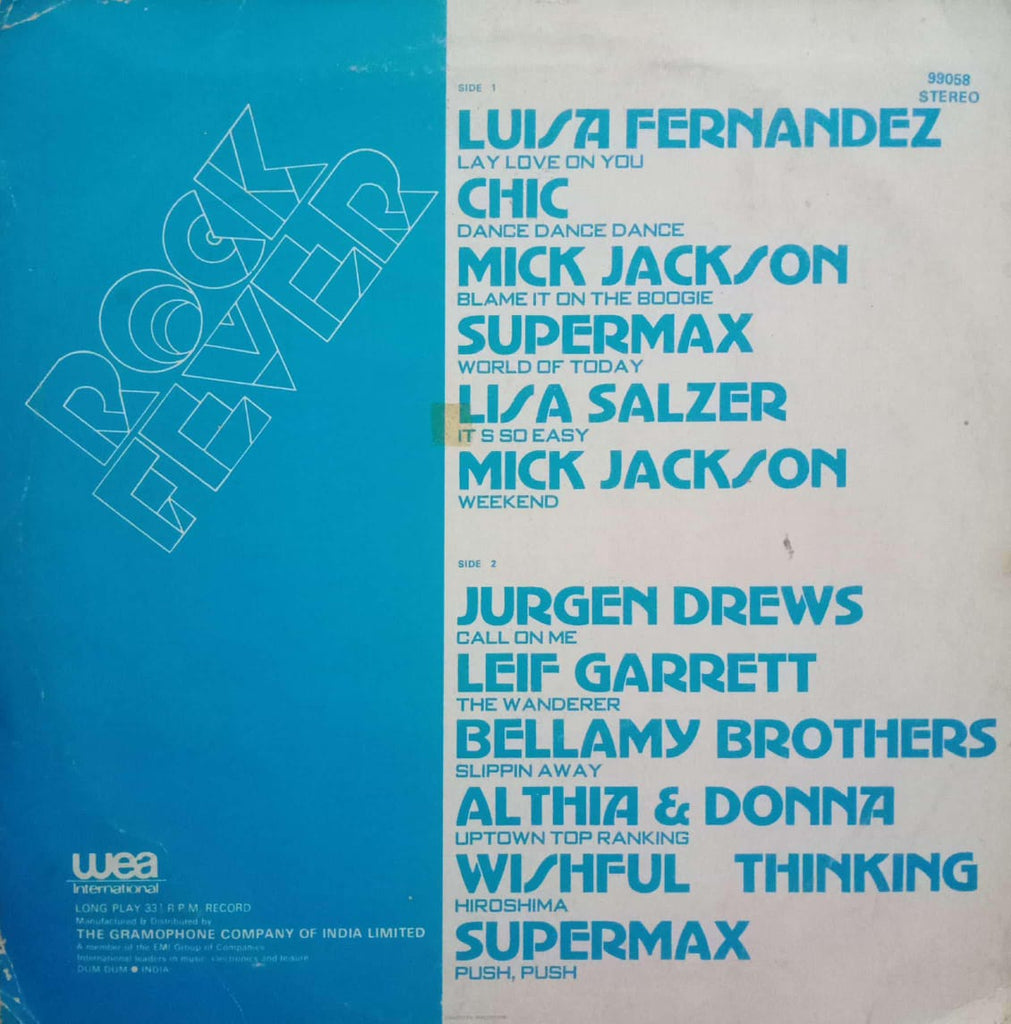 ROCK
FEVER
99058
STEREO
SIDE 1
LUISA FERNANDEZ
LAY LOVE ON YOU
CHIC
DANCE DANCE DANCE
MICK JACKSON
BLAME IT ON THE BOOGIE
SUPERMAX
WORLD OF TODAY
LISA SALZER
IT S SO EASY
MICK JACKSON
WEEKEND
SIDE 2
JURGEN DREWS
CALL ON ME
LEIF GARRETT
THE WANDERER
BELLAMY BROTHERS
SLIPPIN AWAY
ALTHIA & DONNA
UPTOWN TOP RANKING
WISHFUL THINKING
HIROSHIMA
SUPERMAX
PUSH, PUSH
wea
International
LONG PLAY 33⅓ R.P.M. RECORD
Manufactured & Distributed by
THE GRAMOPHONE COMPANY OF INDIA LIMITED
A member of the EMI Group of Companies
International leaders in music, electronics and leisure
DUM DUM ● INDIA